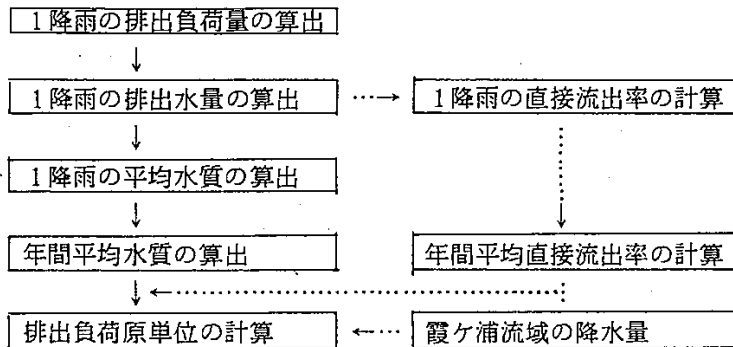 1降雨の排出負荷量の算出
1降雨の排出水量の算出
1降雨の直接流出率の計算
1降雨の平均水質の算出
年間平均水質の算出
年間平均直接流出率の計算
排出負荷原単位の計算
霞ケ浦流域の降水量